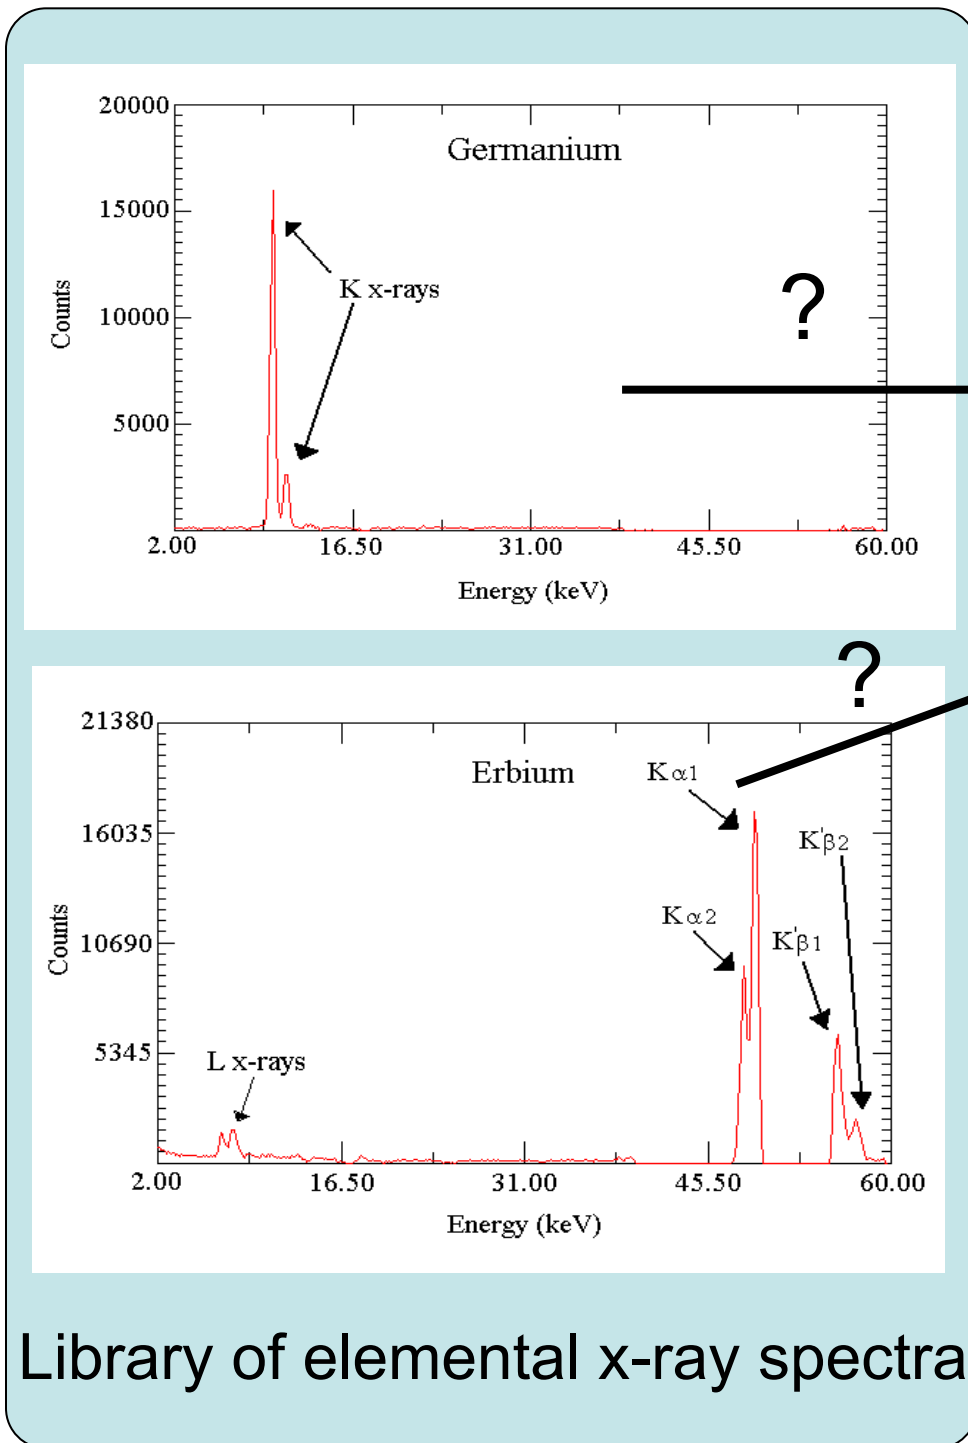 20000
Germanium
15000
K x-rays
?
Counts
10000
5000
2.00 16.50 31.00 45.50 60.00
Energy (keV)
?
21380
Erbium
Kα1
16035
K'β2
Kα2
K'β1
Counts
10690
5345
L x-rays
2.00 16.50 31.00 45.50 60.00
Energy (keV)
Library of elemental x-ray spectra